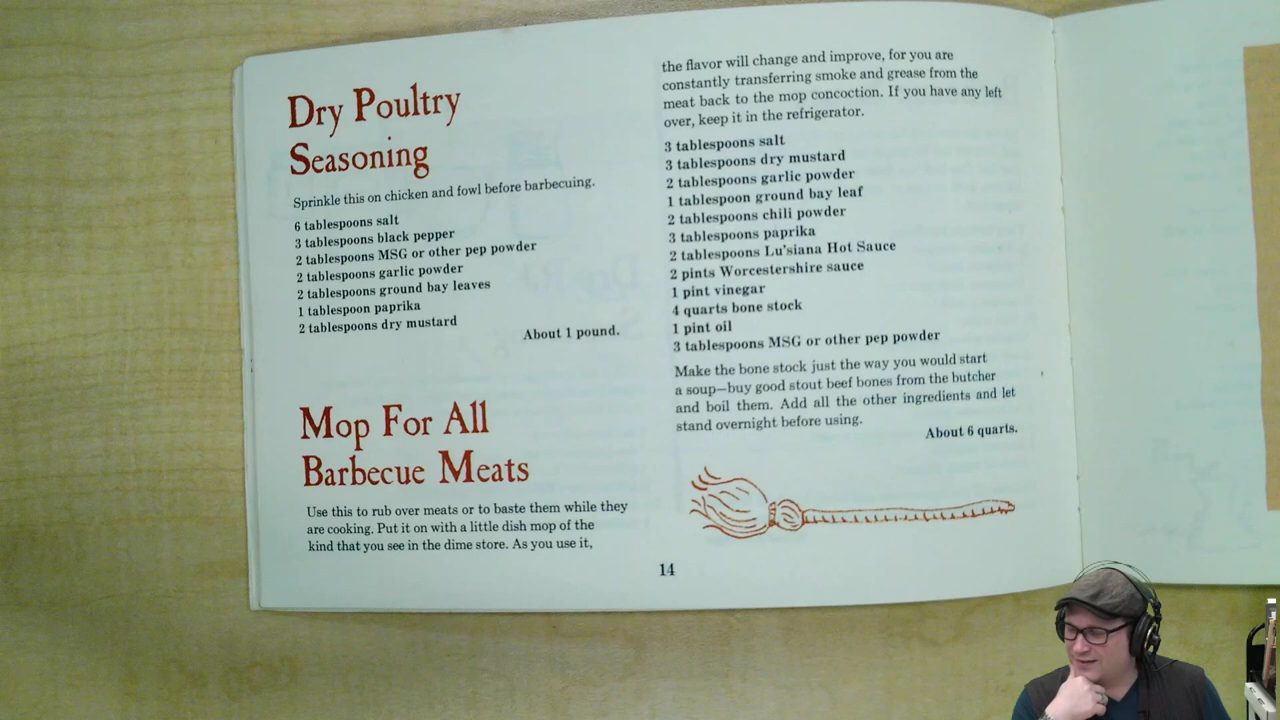 Dry Poultry
Seasoning
Sprinkle this on chicken and fowl before barbecuing.
6 tablespoons salt
3 tablespoons black pepper
2 tablespoons MSG or other pep powder
2 tablespoons garlic powder
2 tablespoons ground bay leaves
1 tablespoon paprika
2 tablespoons dry mustard
About 1 pound.
Mop For All
Barbecue Meats
Use this to rub over meats or to baste them while they
are cooking. Put it on with a little dish mop of the
kind that you see in the dime store. As you use it,
the flavor will change and improve, for you are
constantly transferring smoke and grease from the
meat back to the mop concoction. If you have any left
over, keep it in the refrigerator.
3 tablespoons salt
3 tablespoons dry mustard
2 tablespoons garlic powder
1 tablespoon ground bay leaf
2 tablespoons chili powder
3 tablespoons paprika
2 tablespoons Lu'siana Hot Sauce
2 pints Worcestershire sauce
1 pint vinegar
4 quarts bone stock
1 pint oil
3 tablespoons MSG or other pep powder
Make the bone stock just the way you would start
a soup—buy good stout beef bones from the butcher
and boil them. Add all the other ingredients and let
stand overnight before using.
About 6 quarts.
14